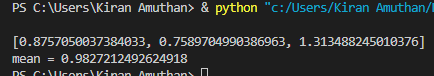 PS C:\Users\Kiran Amuthan> & python "c:/Users/Kiran Amuthan/
[0.8757050037384033, 0.7589704990386963, 1.313488245010376]
mean = 0.9827212492624918
PS C:\Users\Kiran Amuthan>